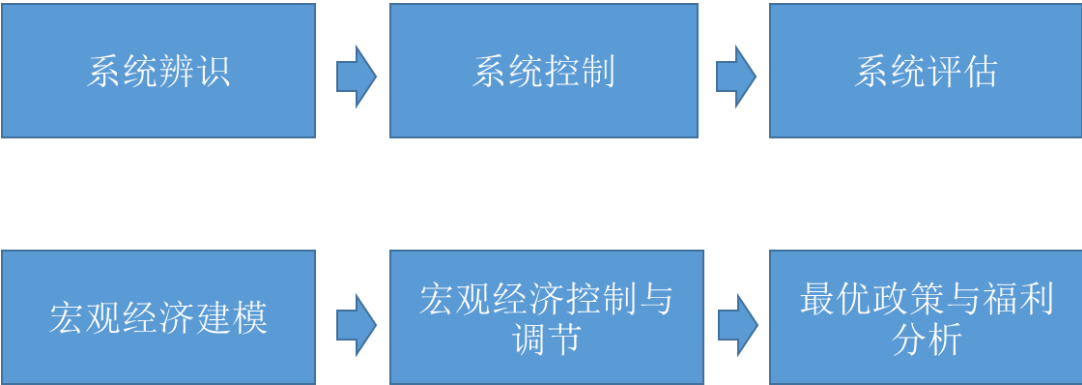 系统辨识
系统控制
系统评估
宏观经济建模
宏观经济控制与
调节
最优政策与福利
分析